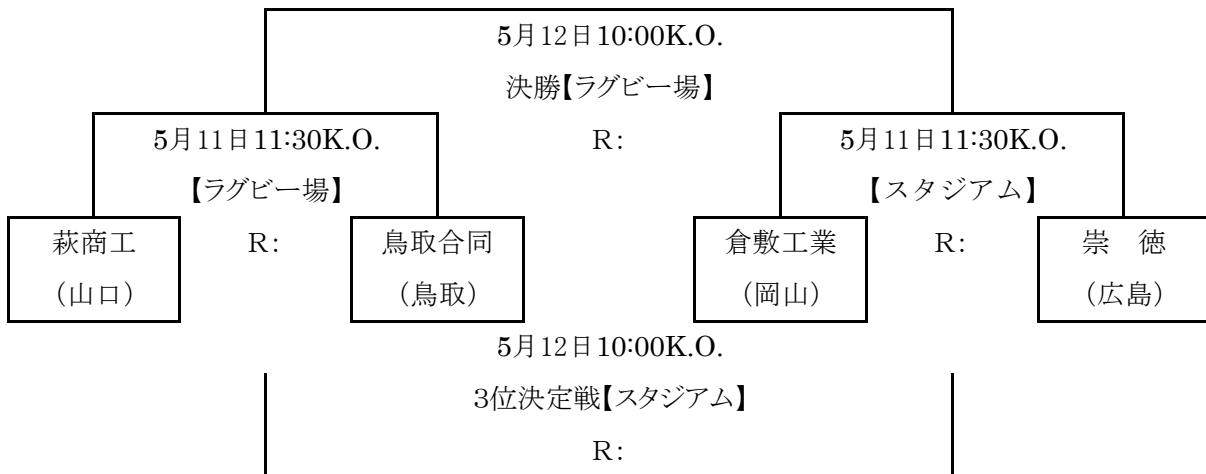 5月12日10:00K.O.
決勝【ラグビー場】
5月11日11:30K.O.
R:
5月11日11:30K.O.
【ラグビー場】
【スタジアム】
萩商工
R:
鳥取合同
倉敷工業
R:
崇　徳
（山口）
（鳥取）
（岡山）
（広島）
5月12日10:00K.O.
3位決定戦【スタジアム】
R: